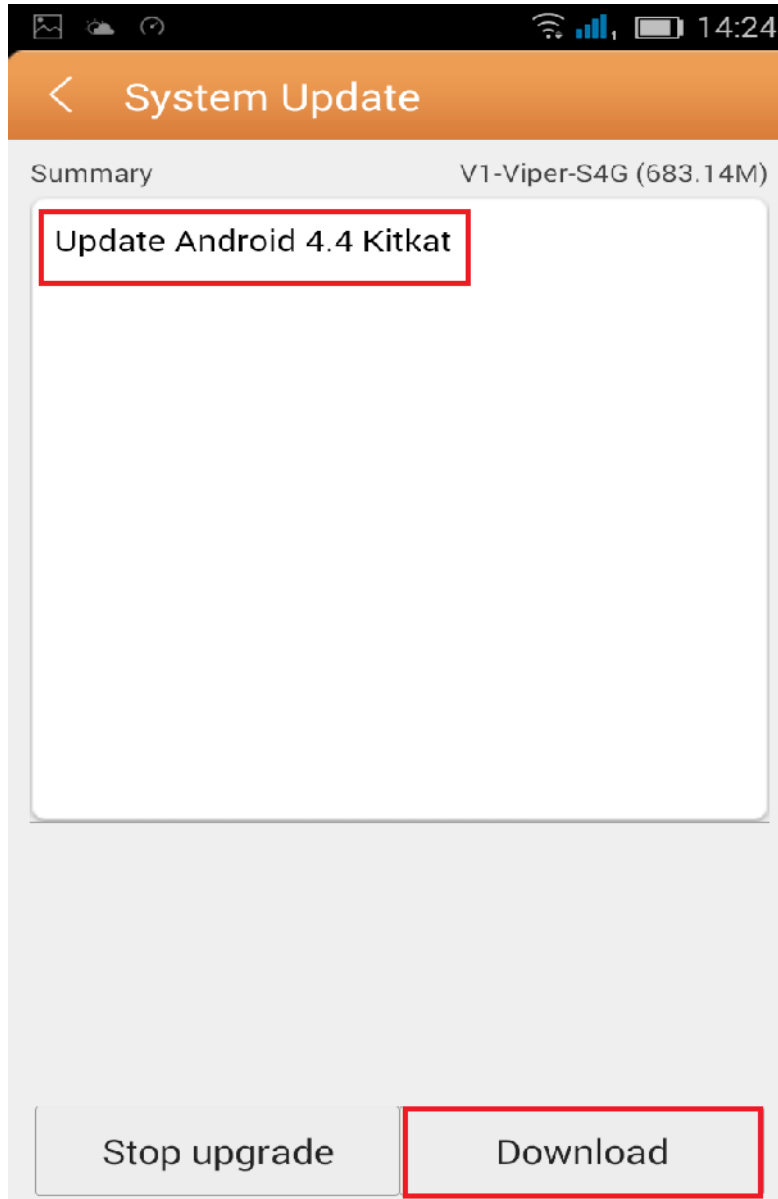 14:24
System Update
Summary V1-Viper-S4G (683.14M)
Update Android 4.4 Kitkat
Stop upgrade Download